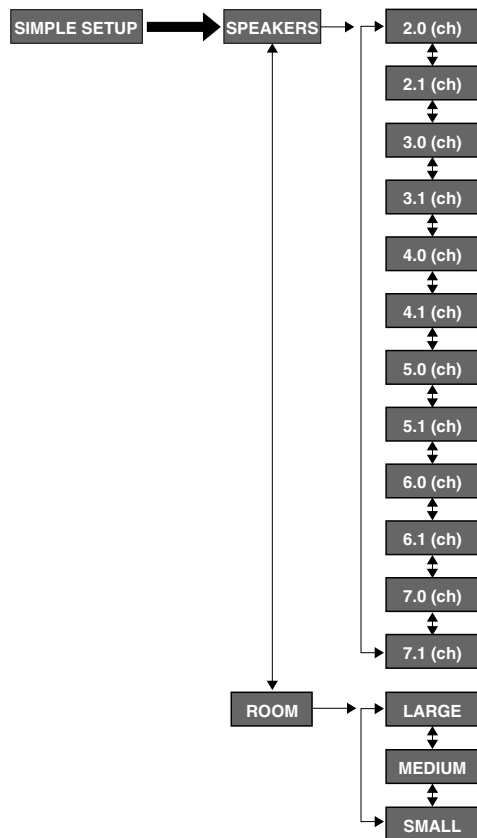 SIMPLE SETUP
SPEAKERS
2.0 (ch)
2.1 (ch)
3.0 (ch)
3.1 (ch)
4.0 (ch)
4.1 (ch)
5.0 (ch)
5.1 (ch)
6.0 (ch)
6.1 (ch)
7.0 (ch)
7.1 (ch)
ROOM
LARGE
MEDIUM
SMALL